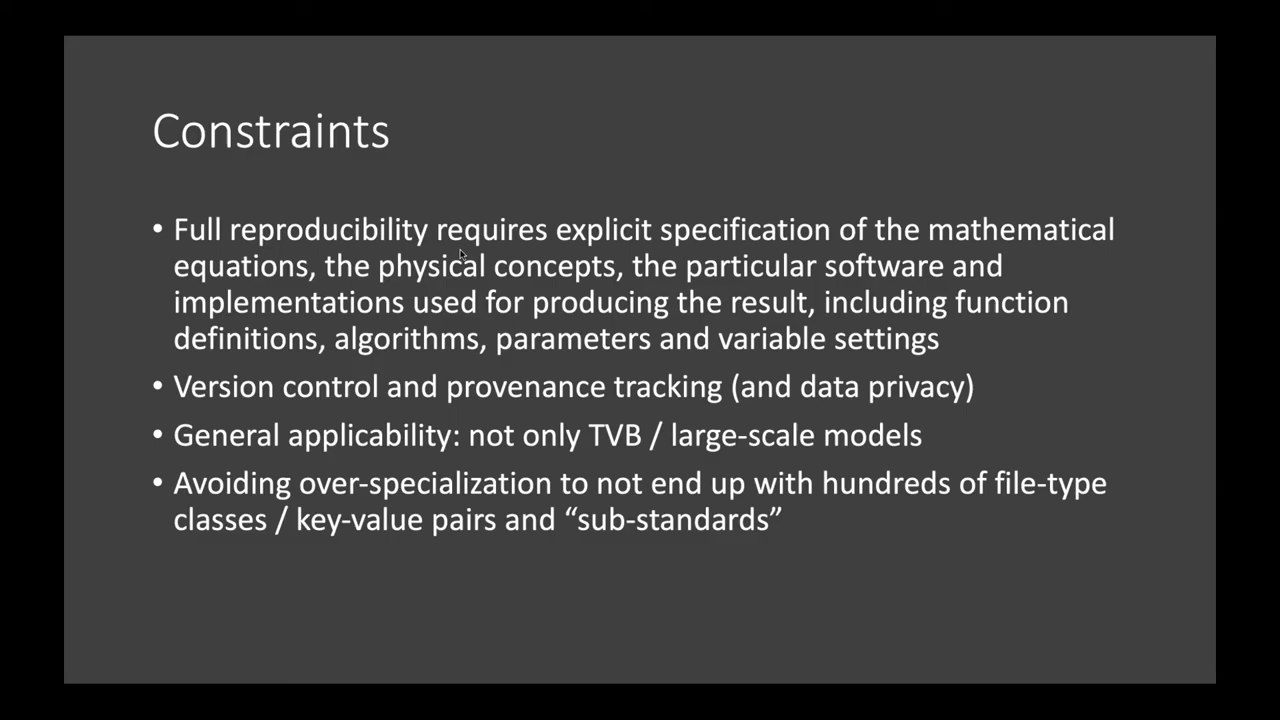 Constraints
• Full reproducibility requires explicit specification of the mathematical
equations, the physical concepts, the particular software and
implementations used for producing the result, including function
definitions, algorithms, parameters and variable settings
• Version control and provenance tracking (and data privacy)
• General applicability: not only TVB / large-scale models
• Avoiding over-specialization to not end up with hundreds of file-type
classes / key-value pairs and “sub-standards”